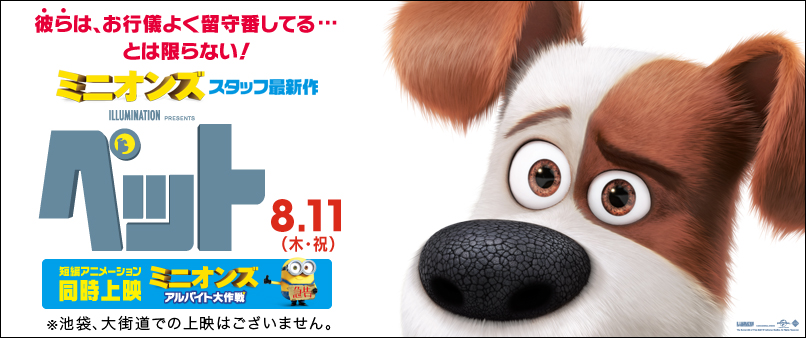 彼らは、お行儀よく留守番してる…
とは限らない!
ミニオンズ スタッフ最新作
ILLUMINATION PRESENTS
ペット
8.11
(木・祝)
短編アニメーション
同時上映
ミニオンズ
アルバイト大作戦
※池袋、大街道での上映はございません。